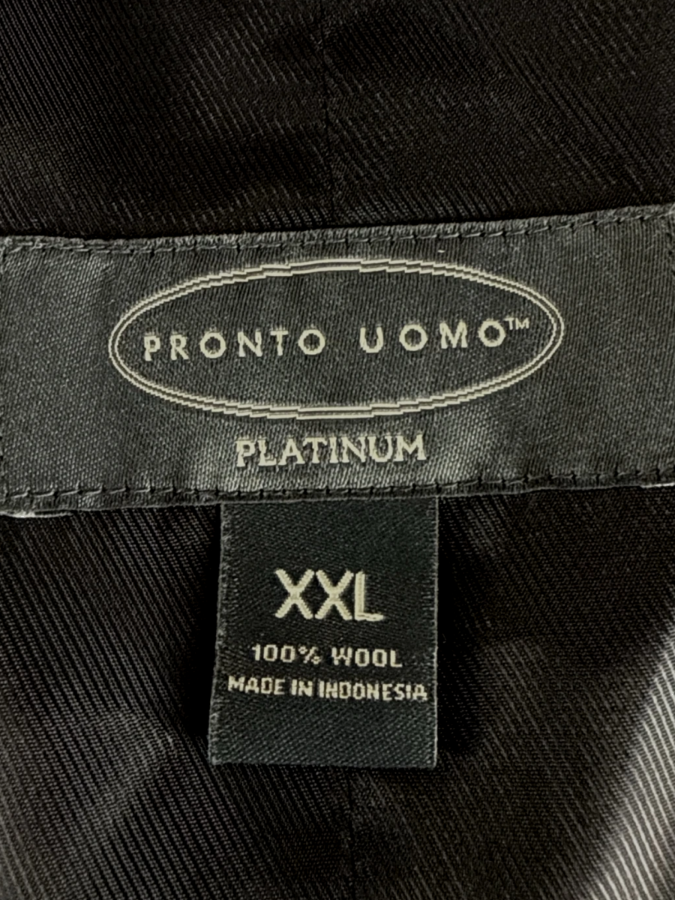 PRONTO UOMO™
PLATINUM
XXL
100% WOOL
MADE IN INDONESIA